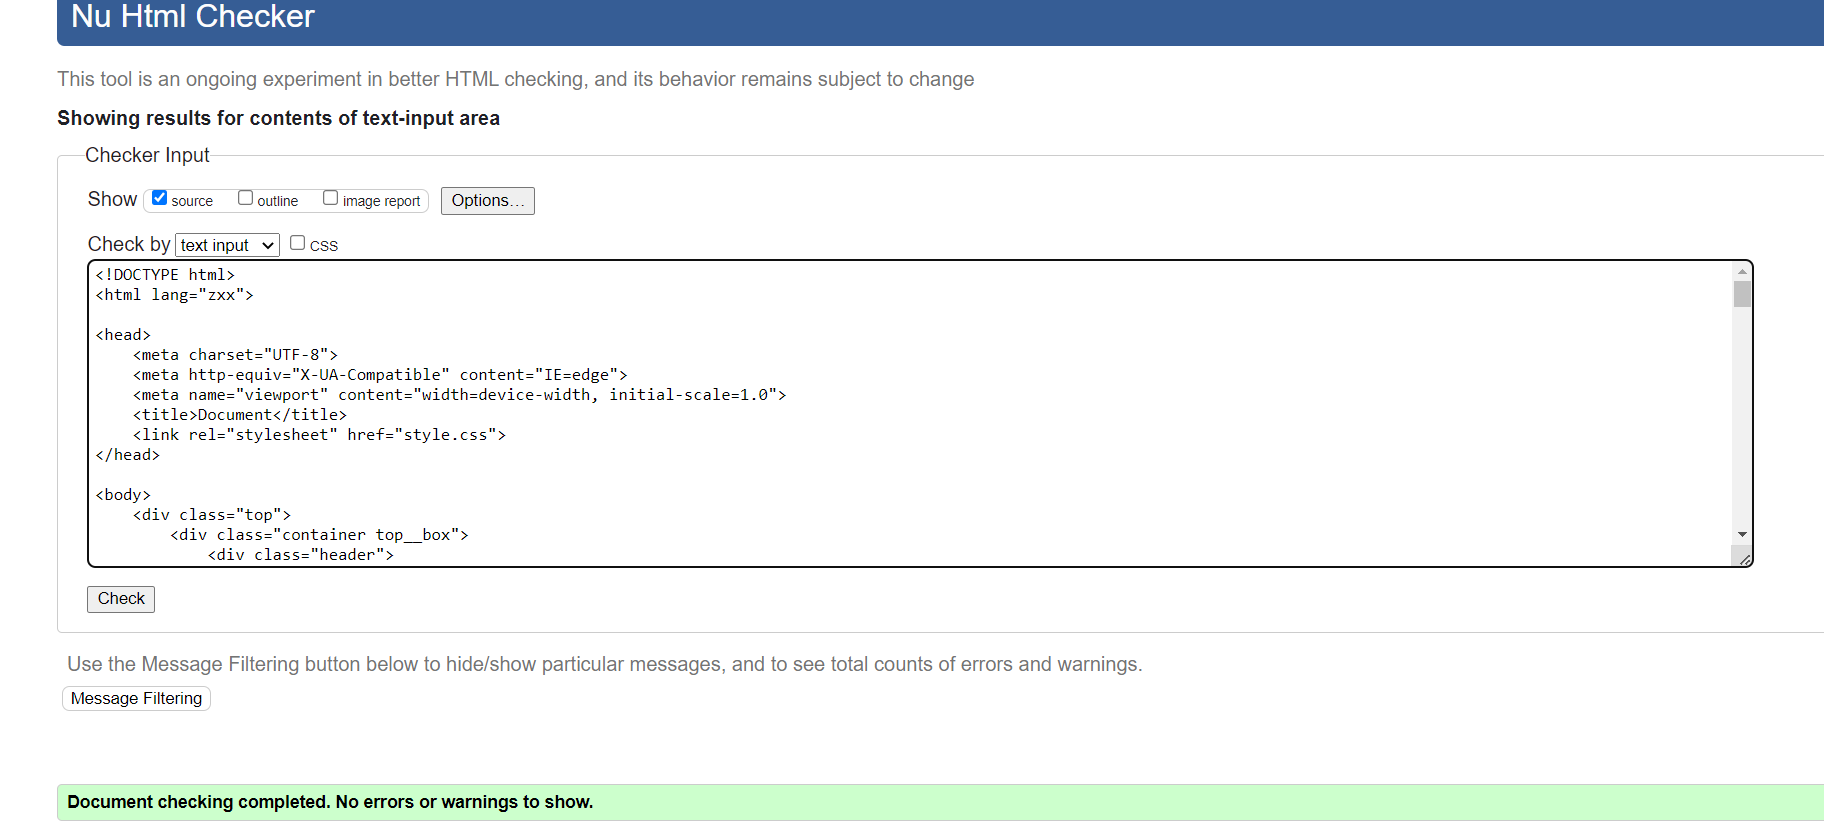 Nu Html Checker
This tool is an ongoing experiment in better HTML checking, and its behavior remains subject to change
Showing results for contents of text-input area
Checker Input
Show source outline image report Options...
Check by text input CSS
<!DOCTYPE html>
<html lang="zxx">
<head>
    <meta charset="UTF-8">
    <meta http-equiv="X-UA-Compatible" content="IE=edge">
    <meta name="viewport" content="width=device-width, initial-scale=1.0">
    <title>Document</title>
    <link rel="stylesheet" href="style.css">
</head>
<body>
    <div class="top">
        <div class="container top__box">
            <div class="header">
Check
Use the Message Filtering button below to hide/show particular messages, and to see total counts of errors and warnings.
Message Filtering
Document checking completed. No errors or warnings to show.